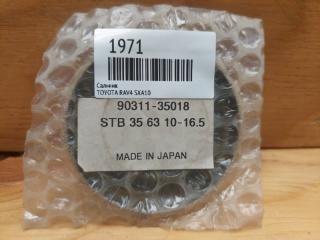 1971
Сальник
TOYOTA RAV4 SXA10
90311-35018
STB 35 63 10-16.5
MADE IN JAPAN